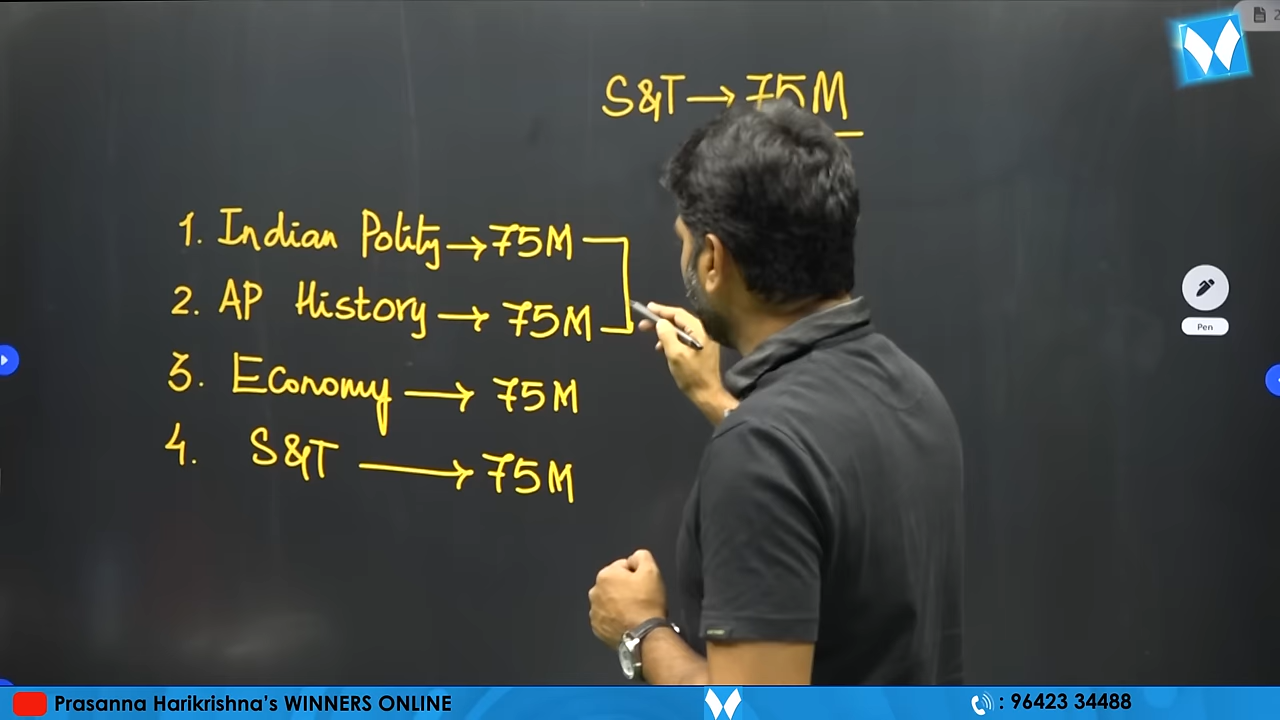 2
S&T → 75M
1. Indian Polity → 75M
2. AP History → 75M
3. Economy → 75M
4. S&T → 75M
Pen
Prasanna Harikrishna's WINNERS ONLINE
: 96423 34488